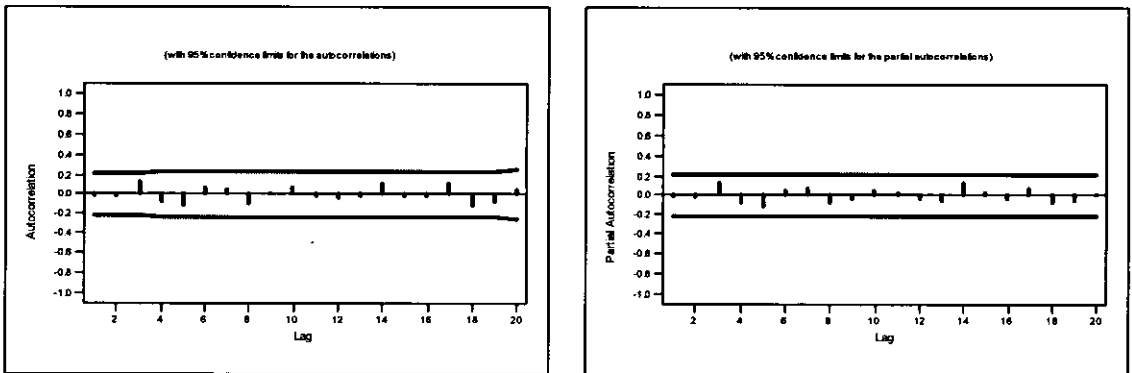 (with 95% confidence limits for the autocorrelations)
1.0
0.8
0.6
0.4
0.2
0.0
-0.2
-0.4
-0.6
-0.8
-1.0
Autocorrelation
2 4 6 8 10 12 14 16 18 20
Lag
(with 95% confidence limits for the partial autocorrelations)
1.0
0.8
0.6
0.4
0.2
0.0
-0.2
-0.4
-0.6
-0.8
-1.0
Partial Autocorrelation
2 4 6 8 10 12 14 16 18 20
Lag